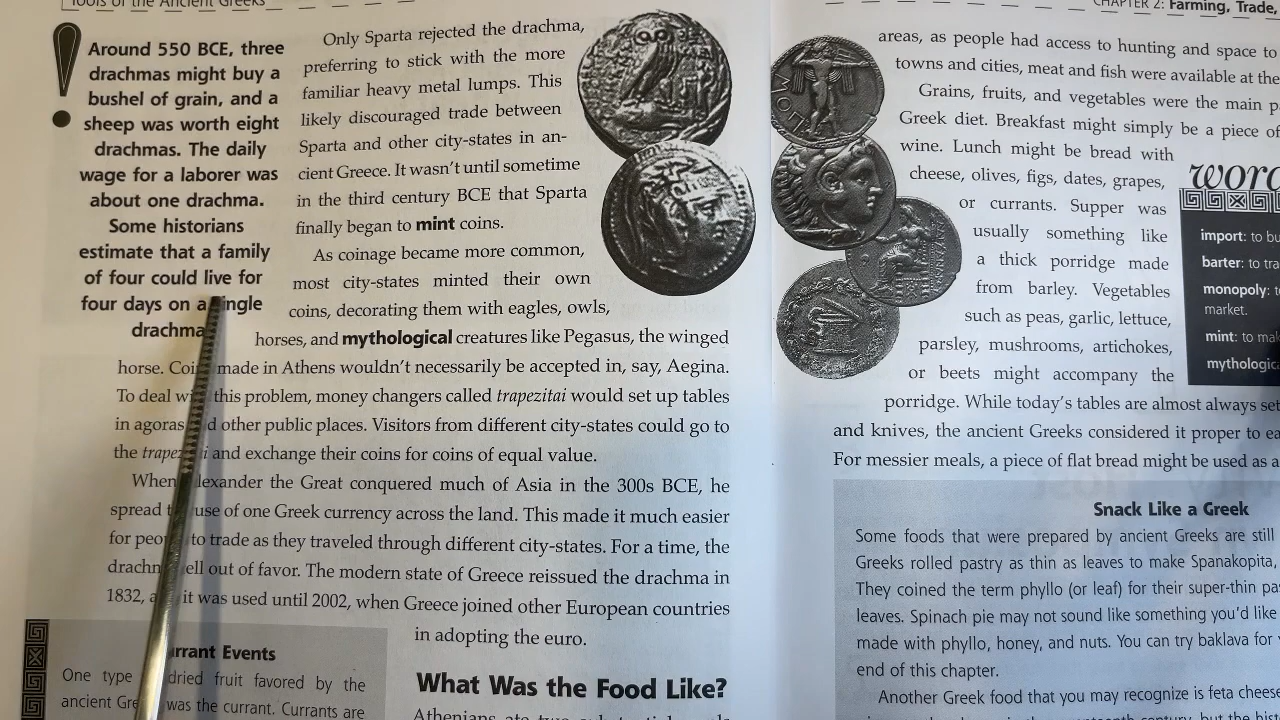 Tools of the Ancient Greeks
Around 550 BCE, three
drachmas might buy a
bushel of grain, and a
sheep was worth eight
drachmas. The daily
wage for a laborer was
about one drachma.
Some historians
estimate that a family
of four could live for
four days on a ingle
drachma
Only Sparta rejected the drachma,
preferring to stick with the more
familiar heavy metal lumps. This
likely discouraged trade between
Sparta and other city-states in an-
cient Greece. It wasn't until sometime
in the third century BCE that Sparta
finally began to mint coins.
As coinage became more common,
most city-states minted their own
coins, decorating them with eagles, owls,
horses, and mythological creatures like Pegasus, the winged
horse. Coi made in Athens wouldn't necessarily be accepted in, say, Aegina.
To deal wi this problem, money changers called trapezitai would set up tables
in agoras d other public places. Visitors from different city-states could go to
the trapez i and exchange their coins for coins of equal value.
When lexander the Great conquered much of Asia in the 300s BCE, he
spread t use of one Greek currency across the land. This made it much easier
for peo to trade as they traveled through different city-states. For a time, the
drachm ell out of favor. The modern state of Greece reissued the drachma in
1832, a it was used until 2002, when Greece joined other European countries
in adopting the euro.
rrant Events
One type dried fruit favored by the
ancient Gre was the currant. Currants are
What Was the Food Like?
CHAPTER 2: Farming, Trade,
areas, as people had access to hunting and space to
towns and cities, meat and fish were available at the
Grains, fruits, and vegetables were the main p
Greek diet. Breakfast might simply be a piece of
wine. Lunch might be bread with
cheese, olives, figs, dates, grapes,
or currants. Supper was
usually something like
a thick porridge made
from barley. Vegetables
such as peas, garlic, lettuce,
parsley, mushrooms, artichokes,
or beets might accompany the
porridge. While today's tables are almost always set
and knives, the ancient Greeks considered it proper to ea
For messier meals, a piece of flat bread might be used as a
word
import: to bu
barter: to tra
monopoly: t
market.
mint: to mak
mythologica
Snack Like a Greek
Some foods that were prepared by ancient Greeks are still
Greeks rolled pastry as thin as leaves to make Spanakopita,
They coined the term phyllo (or leaf) for their super-thin pa
leaves. Spinach pie may not sound like something you'd like
made with phyllo, honey, and nuts. You can try baklava for
end of this chapter.
Another Greek food that you may recognize is feta cheese